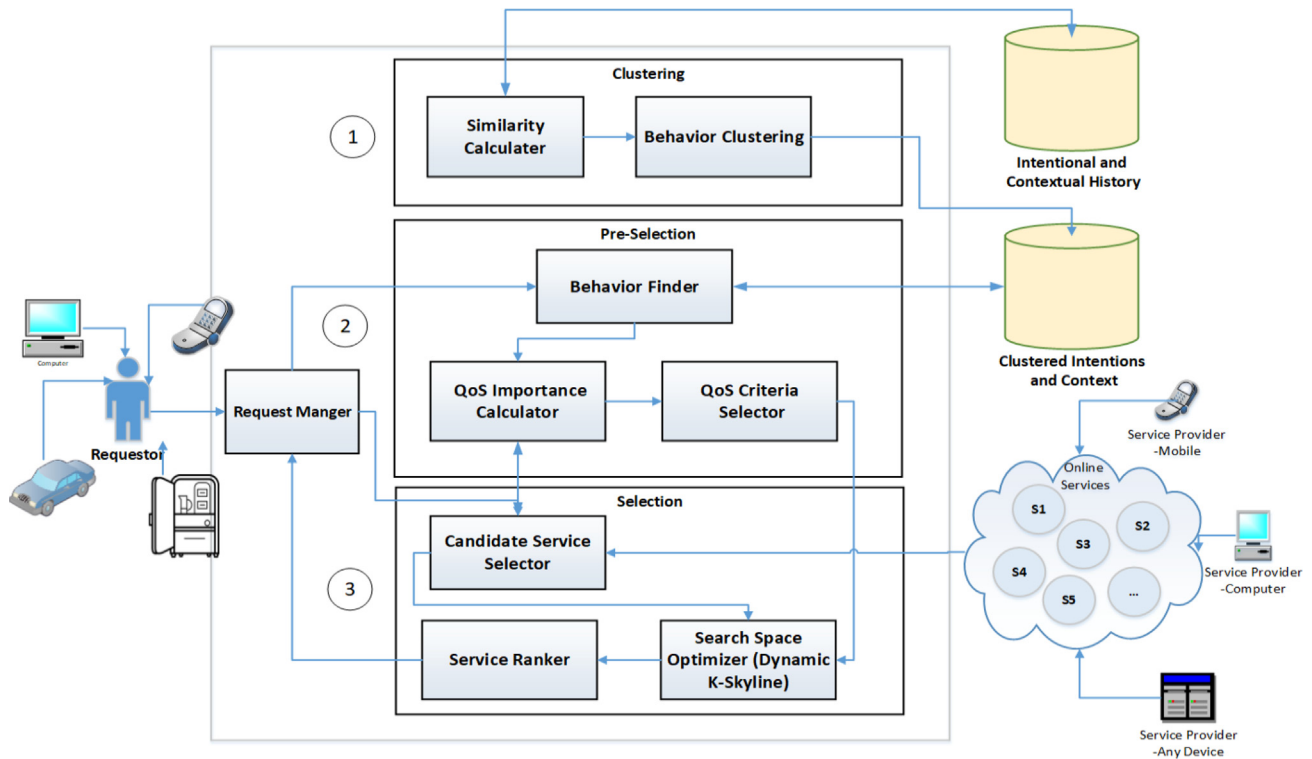 Clustering
1
Similarity
Calculater
Behavior Clustering
Intentional and
Contextual History
Pre-Selection
Behavior Finder
2
Computer
QoS Importance
Calculator
QoS Criteria
Selector
Clustered Intentions
and Context
Request Manger
Requestor
Service Provider
-Mobile
Selection
Online
Services
S1
S2
S3
S4
S5
...
Candidate Service
Selector
3
Service Provider
-Computer
Service Ranker
Search Space
Optimizer (Dynamic
K-Skyline)
Service Provider
-Any Device